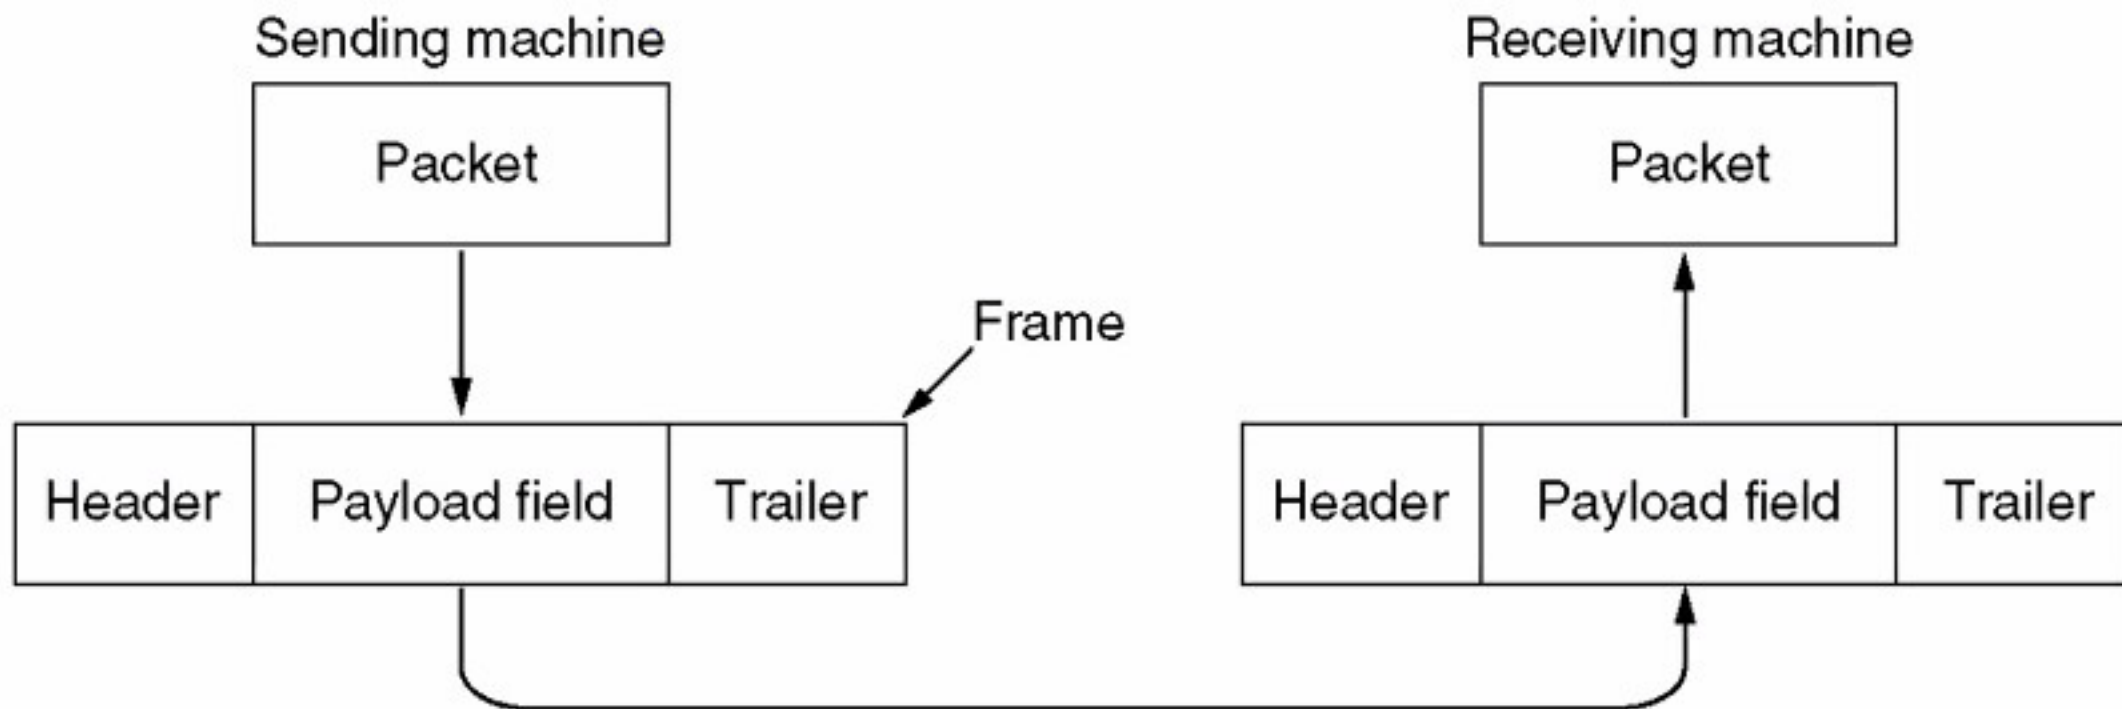 Sending machine
Receiving machine
Packet
Packet
Frame
Header
Payload field
Trailer
Header
Payload field
Trailer